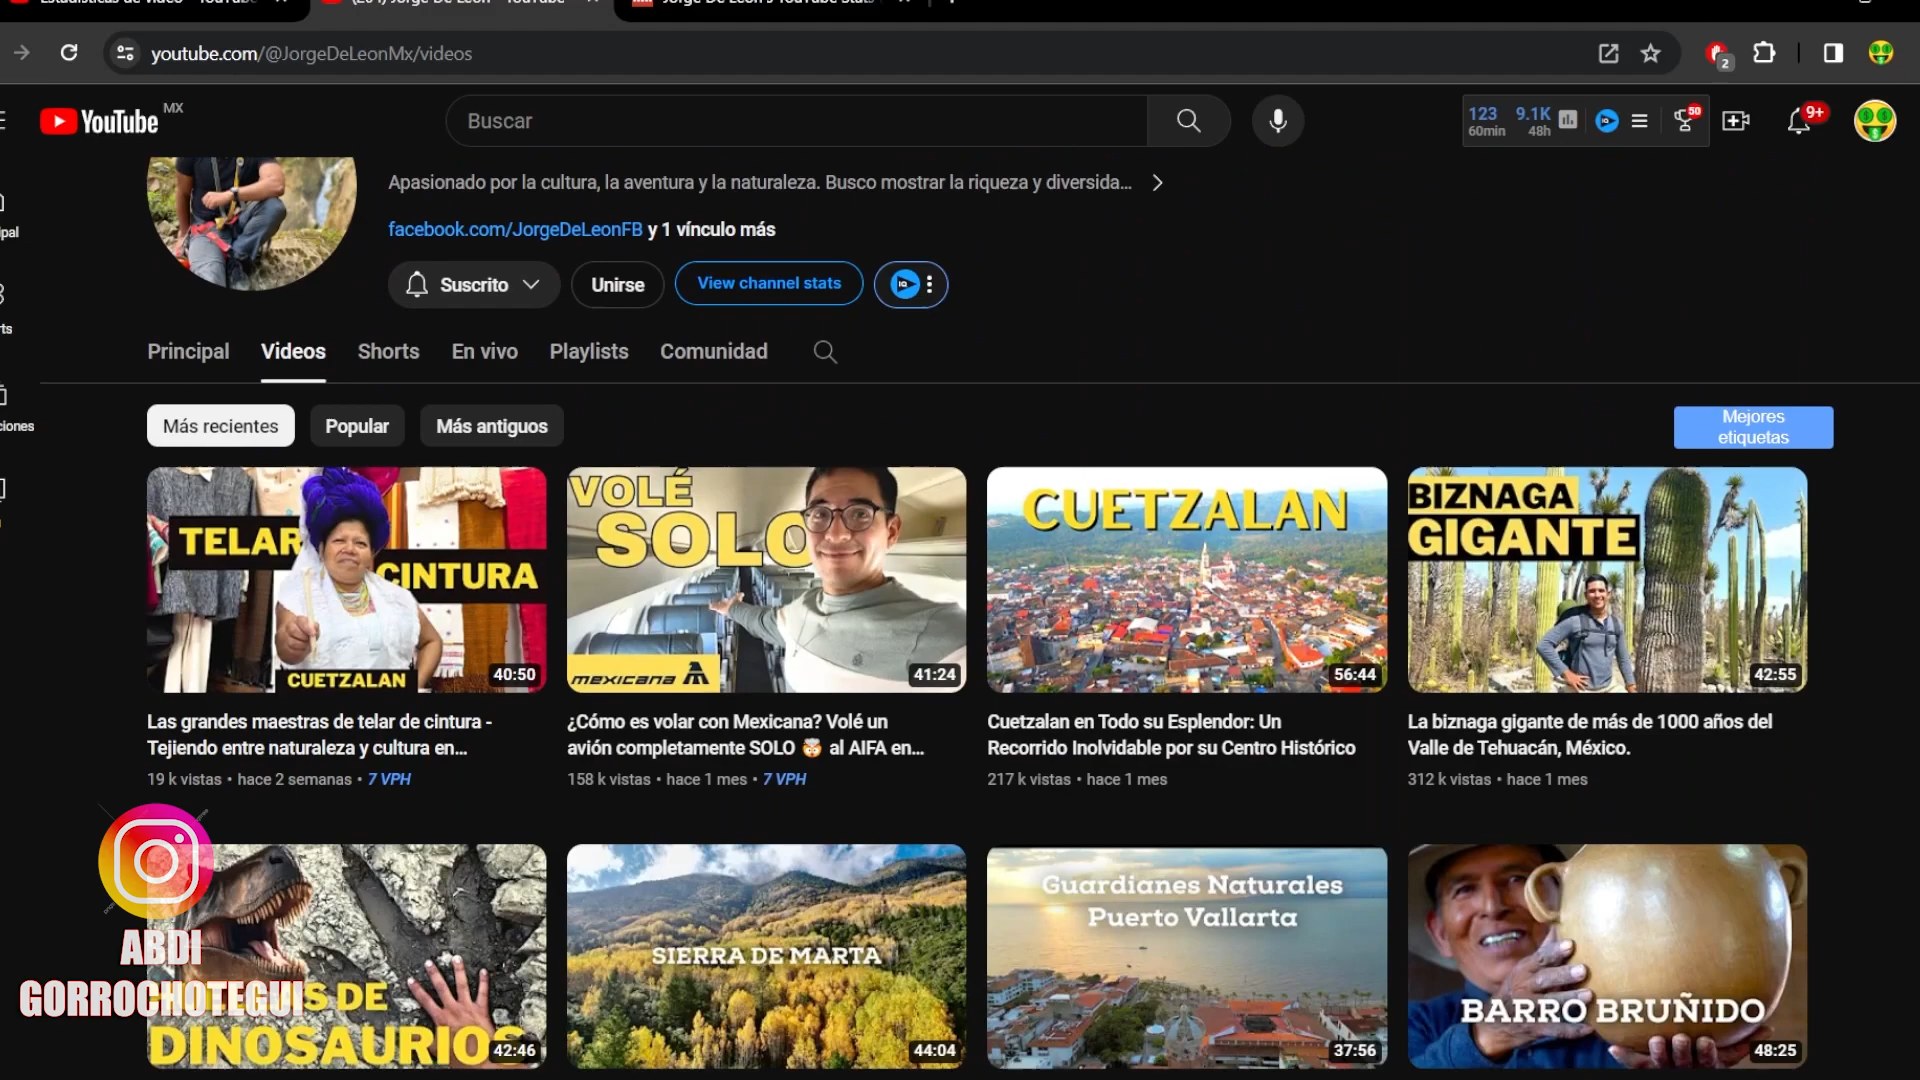 youtube.com/@JorgeDeLeonMx/videos
2
YouTube MX
Buscar
123 9.1K
60min 48h
50
9+
Apasionado por la cultura, la aventura y la naturaleza. Busco mostrar la riqueza y diversida...
facebook.com/JorgeDeLeonFB y 1 vínculo más
Suscrito
Unirse
View channel stats
IQ
Principal Videos Shorts En vivo Playlists Comunidad
Más recientes
Popular
Más antiguos
Mejores
etiquetas
TELAR
CINTURA
CUETZALAN
40:50
VOLÉ
SOLO
mexicana
41:24
CUETZALAN
56:44
BIZNAGA
GIGANTE
42:55
Las grandes maestras de telar de cintura -
Tejiendo entre naturaleza y cultura en...
19 k vistas • hace 2 semanas • 7 VPH
¿Cómo es volar con Mexicana? Volé un
avión completamente SOLO 🤯 al AIFA en...
158 k vistas • hace 1 mes • 7 VPH
Cuetzalan en Todo su Esplendor: Un
Recorrido Inolvidable por su Centro Histórico
217 k vistas • hace 1 mes
La biznaga gigante de más de 1000 años del
Valle de Tehuacán, México.
312 k vistas • hace 1 mes
ABDI
GORROCHOTEGUI
DE
DINOSAURIOS
42:46
SIERRA DE MARTA
44:04
Guardianes Naturales
Puerto Vallarta
37:56
BARRO BRUÑIDO
48:25